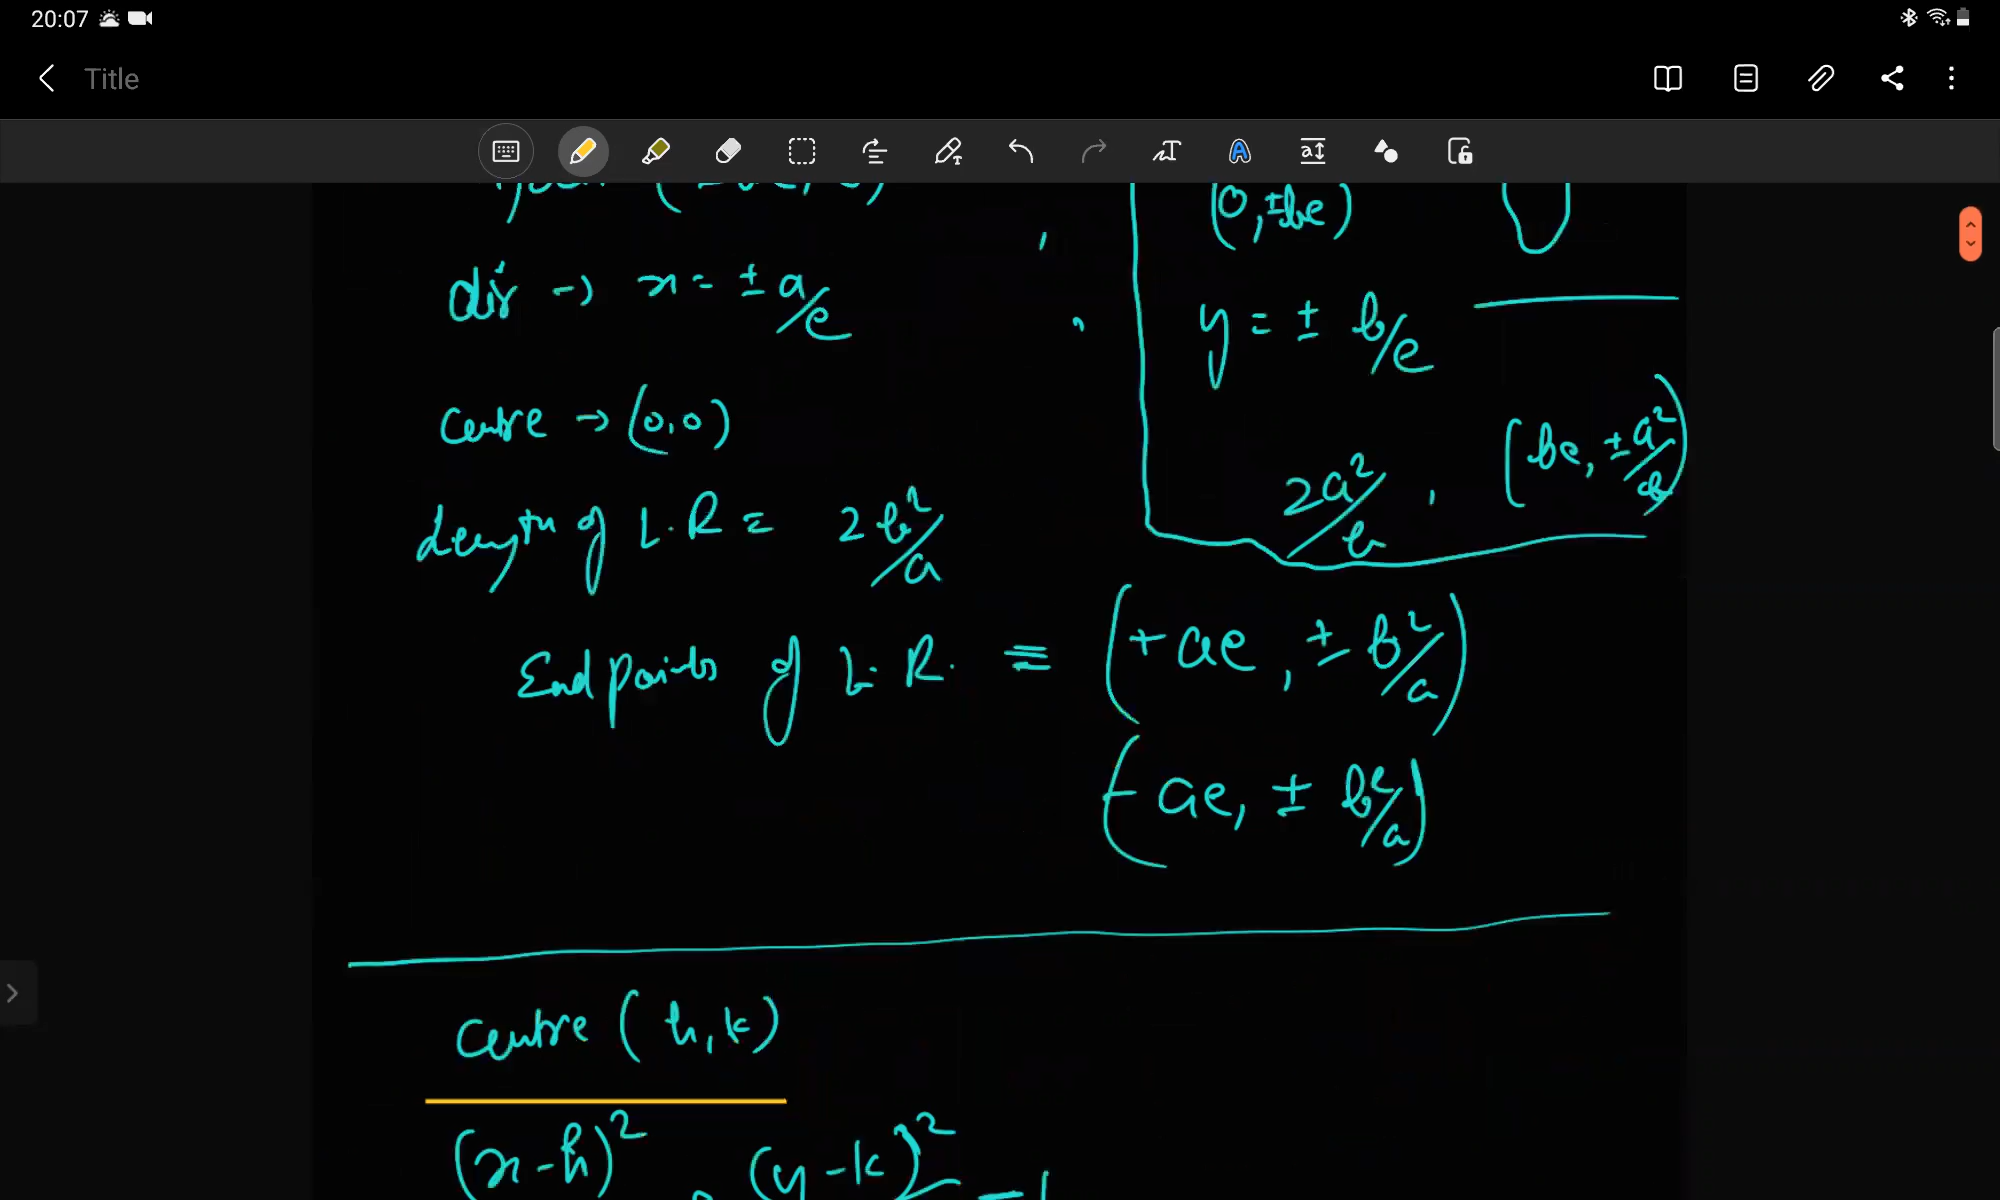 20:07
Title
(0, ±be)
dir -> x = ± a/e
y = ± b/e
Centre -> (0,0)
Length of L.R = 2b²/a
2a²/b , (be, ±a²/b)
End points of L.R. ≡ (+ae, ± b²/a)
(-ae, ± b²/a)
Centre (h,k)
(x-h)²
(y-k)²